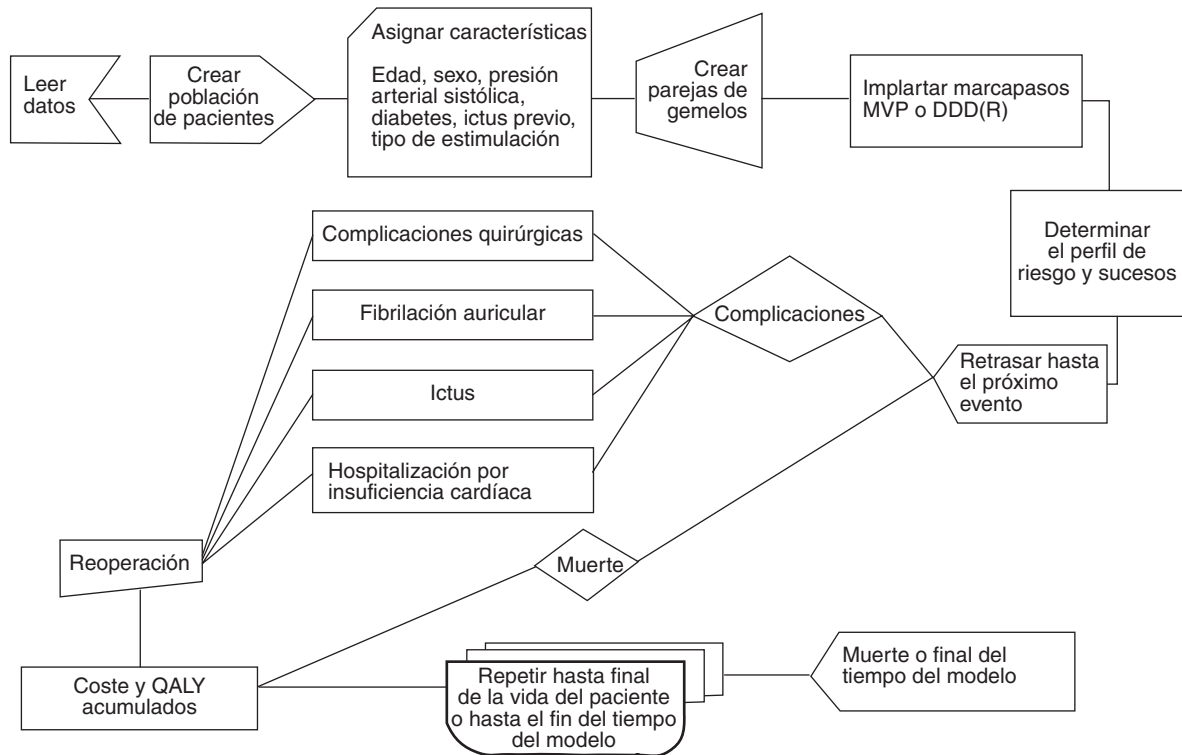 Leer
datos
Crear
población
de pacientes
Asignar características
Edad, sexo, presión
arterial sistólica,
diabetes, ictus previo,
tipo de estimulación
Crear
parejas de
gemelos
Implartar marcapasos
MVP o DDD(R)
Determinar
el perfil de
riesgo y sucesos
Retrasar hasta
el próximo
evento
Complicaciones
Complicaciones quirúrgicas
Fibrilación auricular
Ictus
Hospitalización por
insuficiencia cardíaca
Reoperación
Muerte
Coste y QALY
acumulados
Repetir hasta final
de la vida del paciente
o hasta el fin del tiempo
del modelo
Muerte o final del
tiempo del modelo